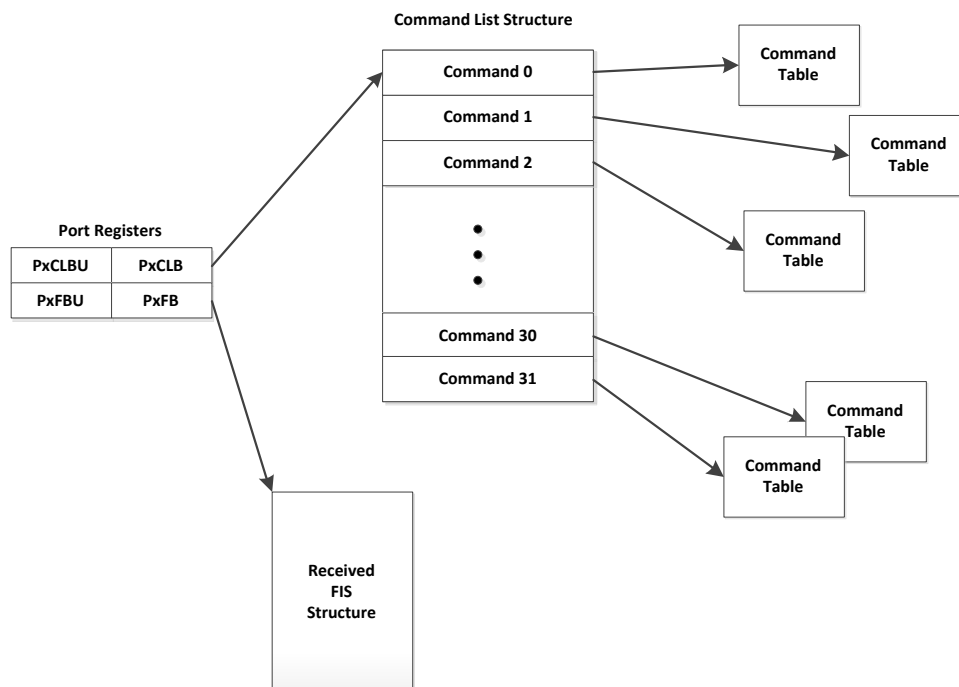 Command List Structure
Command 0
Command 1
Command 2
Command 30
Command 31
Command
Table
Command
Table
Command
Table
Command
Table
Command
Table
Port Registers
PxCLBU PxCLB
PxFBU PxFB
Received
FIS
Structure